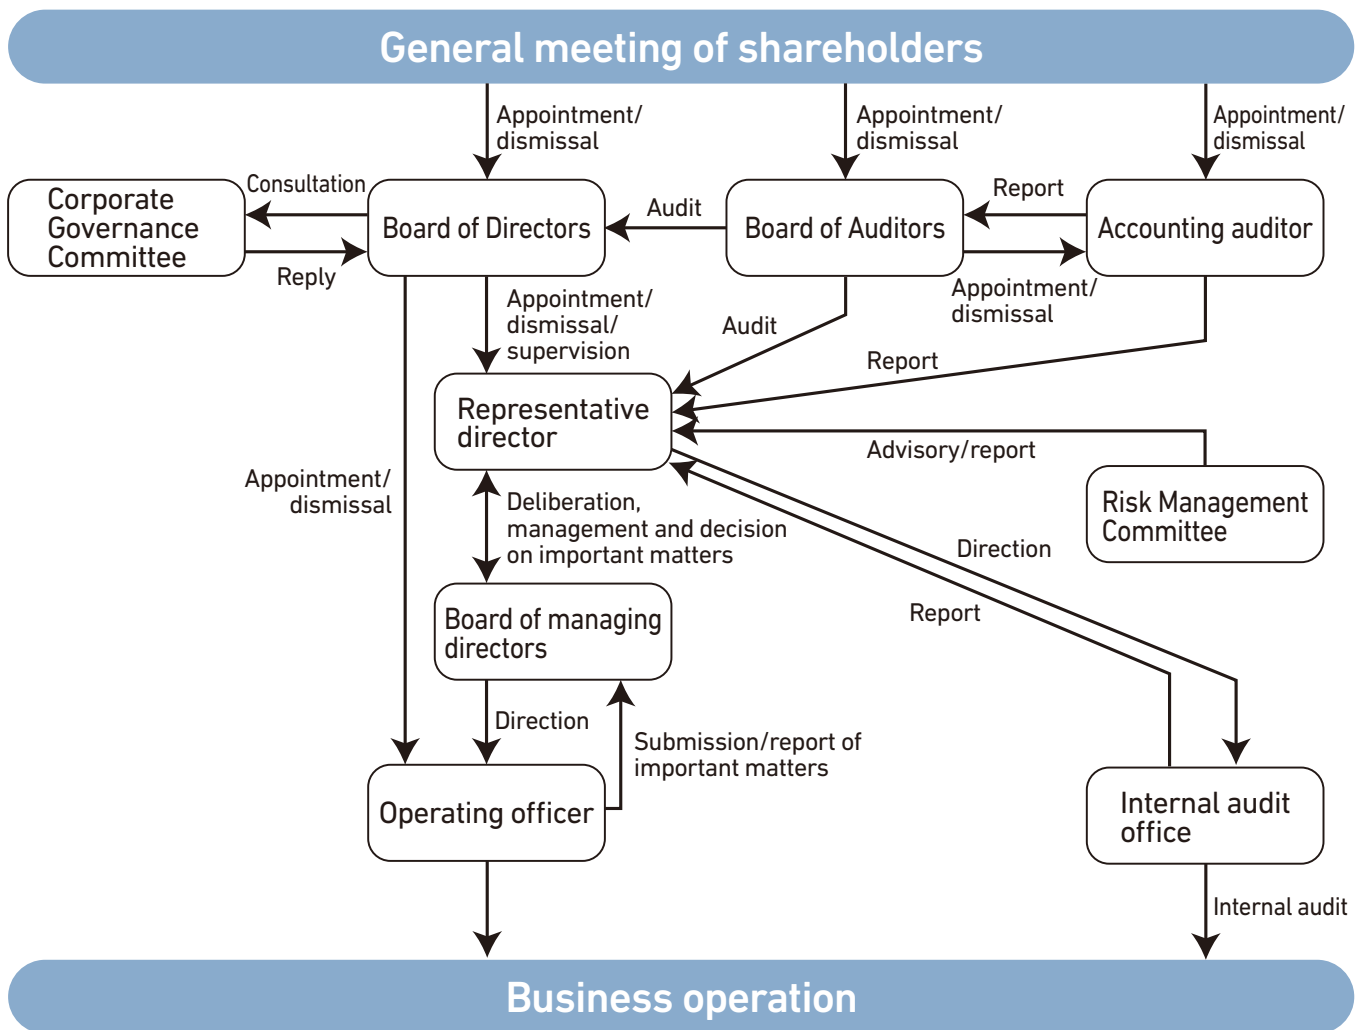 General meeting of shareholders
Appointment/
dismissal
Appointment/
dismissal
Appointment/
dismissal
Corporate
Governance
Committee
Consultation
Reply
Board of Directors
Audit
Board of Auditors
Report
Appointment/
dismissal
Accounting auditor
Appointment/
dismissal/
supervision
Audit
Report
Representative
director
Advisory/report
Risk Management
Committee
Appointment/
dismissal
Deliberation,
management and decision
on important matters
Direction
Report
Board of managing
directors
Direction
Submission/report of
important matters
Operating officer
Internal audit
office
Internal audit
Business operation